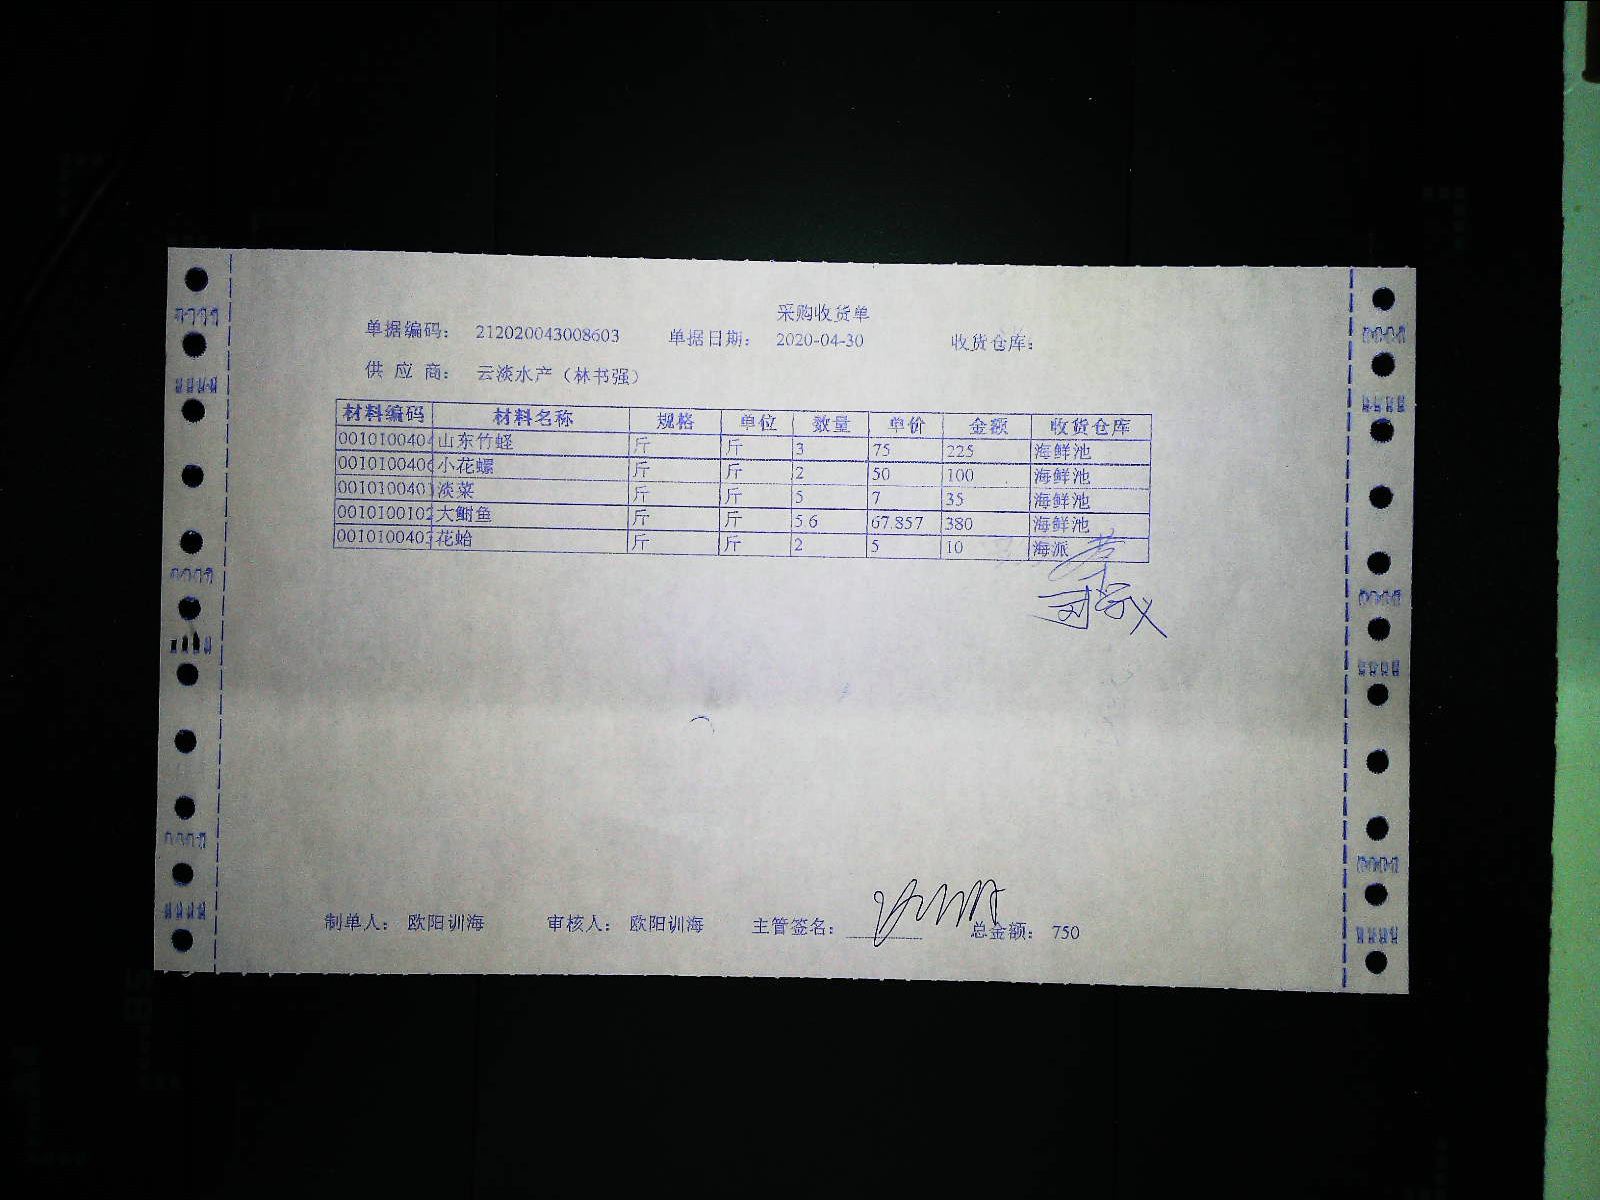 采购收货单
单据编码： 212020043008603 单据日期： 2020-04-30 收货仓库：
供 应 商： 云淡水产（林书强）
材料编码 材料名称 规格 单位 数量 单价 金额 收货仓库
0010100404 山东竹蛏 斤 斤 3 75 225 海鲜池
0010100406 小花螺 斤 斤 2 50 100 海鲜池
001010040 淡菜 斤 斤 5 7 35 海鲜池
0010100102 大鲋鱼 斤 斤 5.6 67.857 380 海鲜池
0010100403 花蛤 斤 斤 2 5 10 海派
制单人： 欧阳训海 审核人： 欧阳训海 主管签名： 总金额： 750